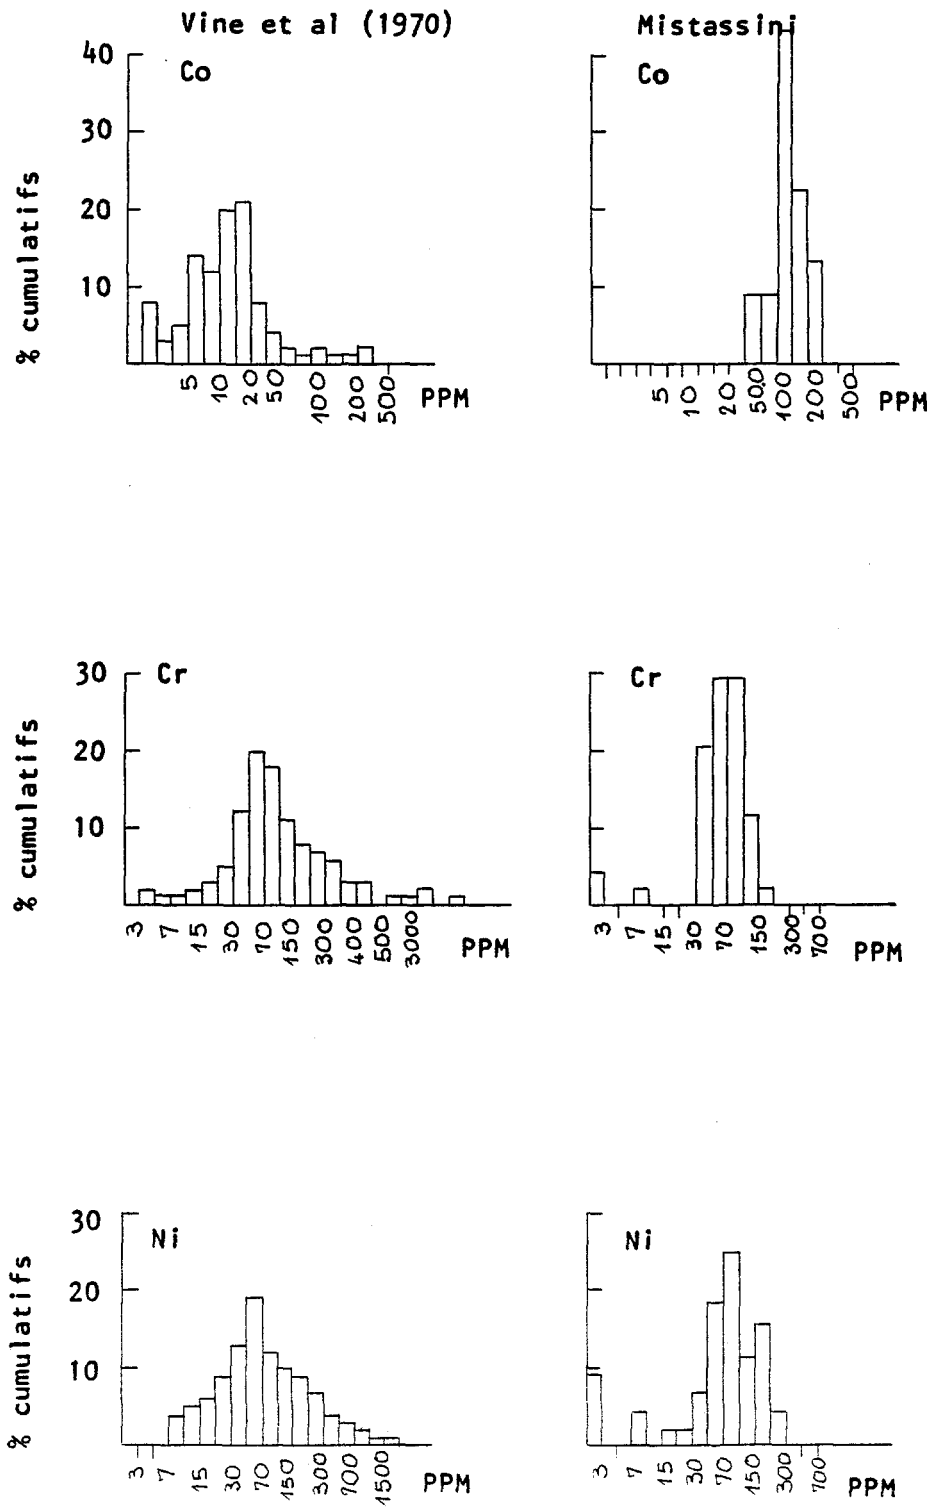 Vine et al (1970)
Mistassini
% cumulatifs
40
30
20
10
Co
5 10 20 50 100 200 500 PPM
Co
5 10 20 50 100 200 500 PPM
% cumulatifs
30
20
10
Cr
3 7 15 30 70 150 300 400 500 3000 PPM
Cr
3 7 15 30 70 150 300 700 PPM
% cumulatifs
30
20
10
Ni
3 7 15 30 70 150 300 700 1500 PPM
Ni
3 7 15 30 70 150 300 700 PPM